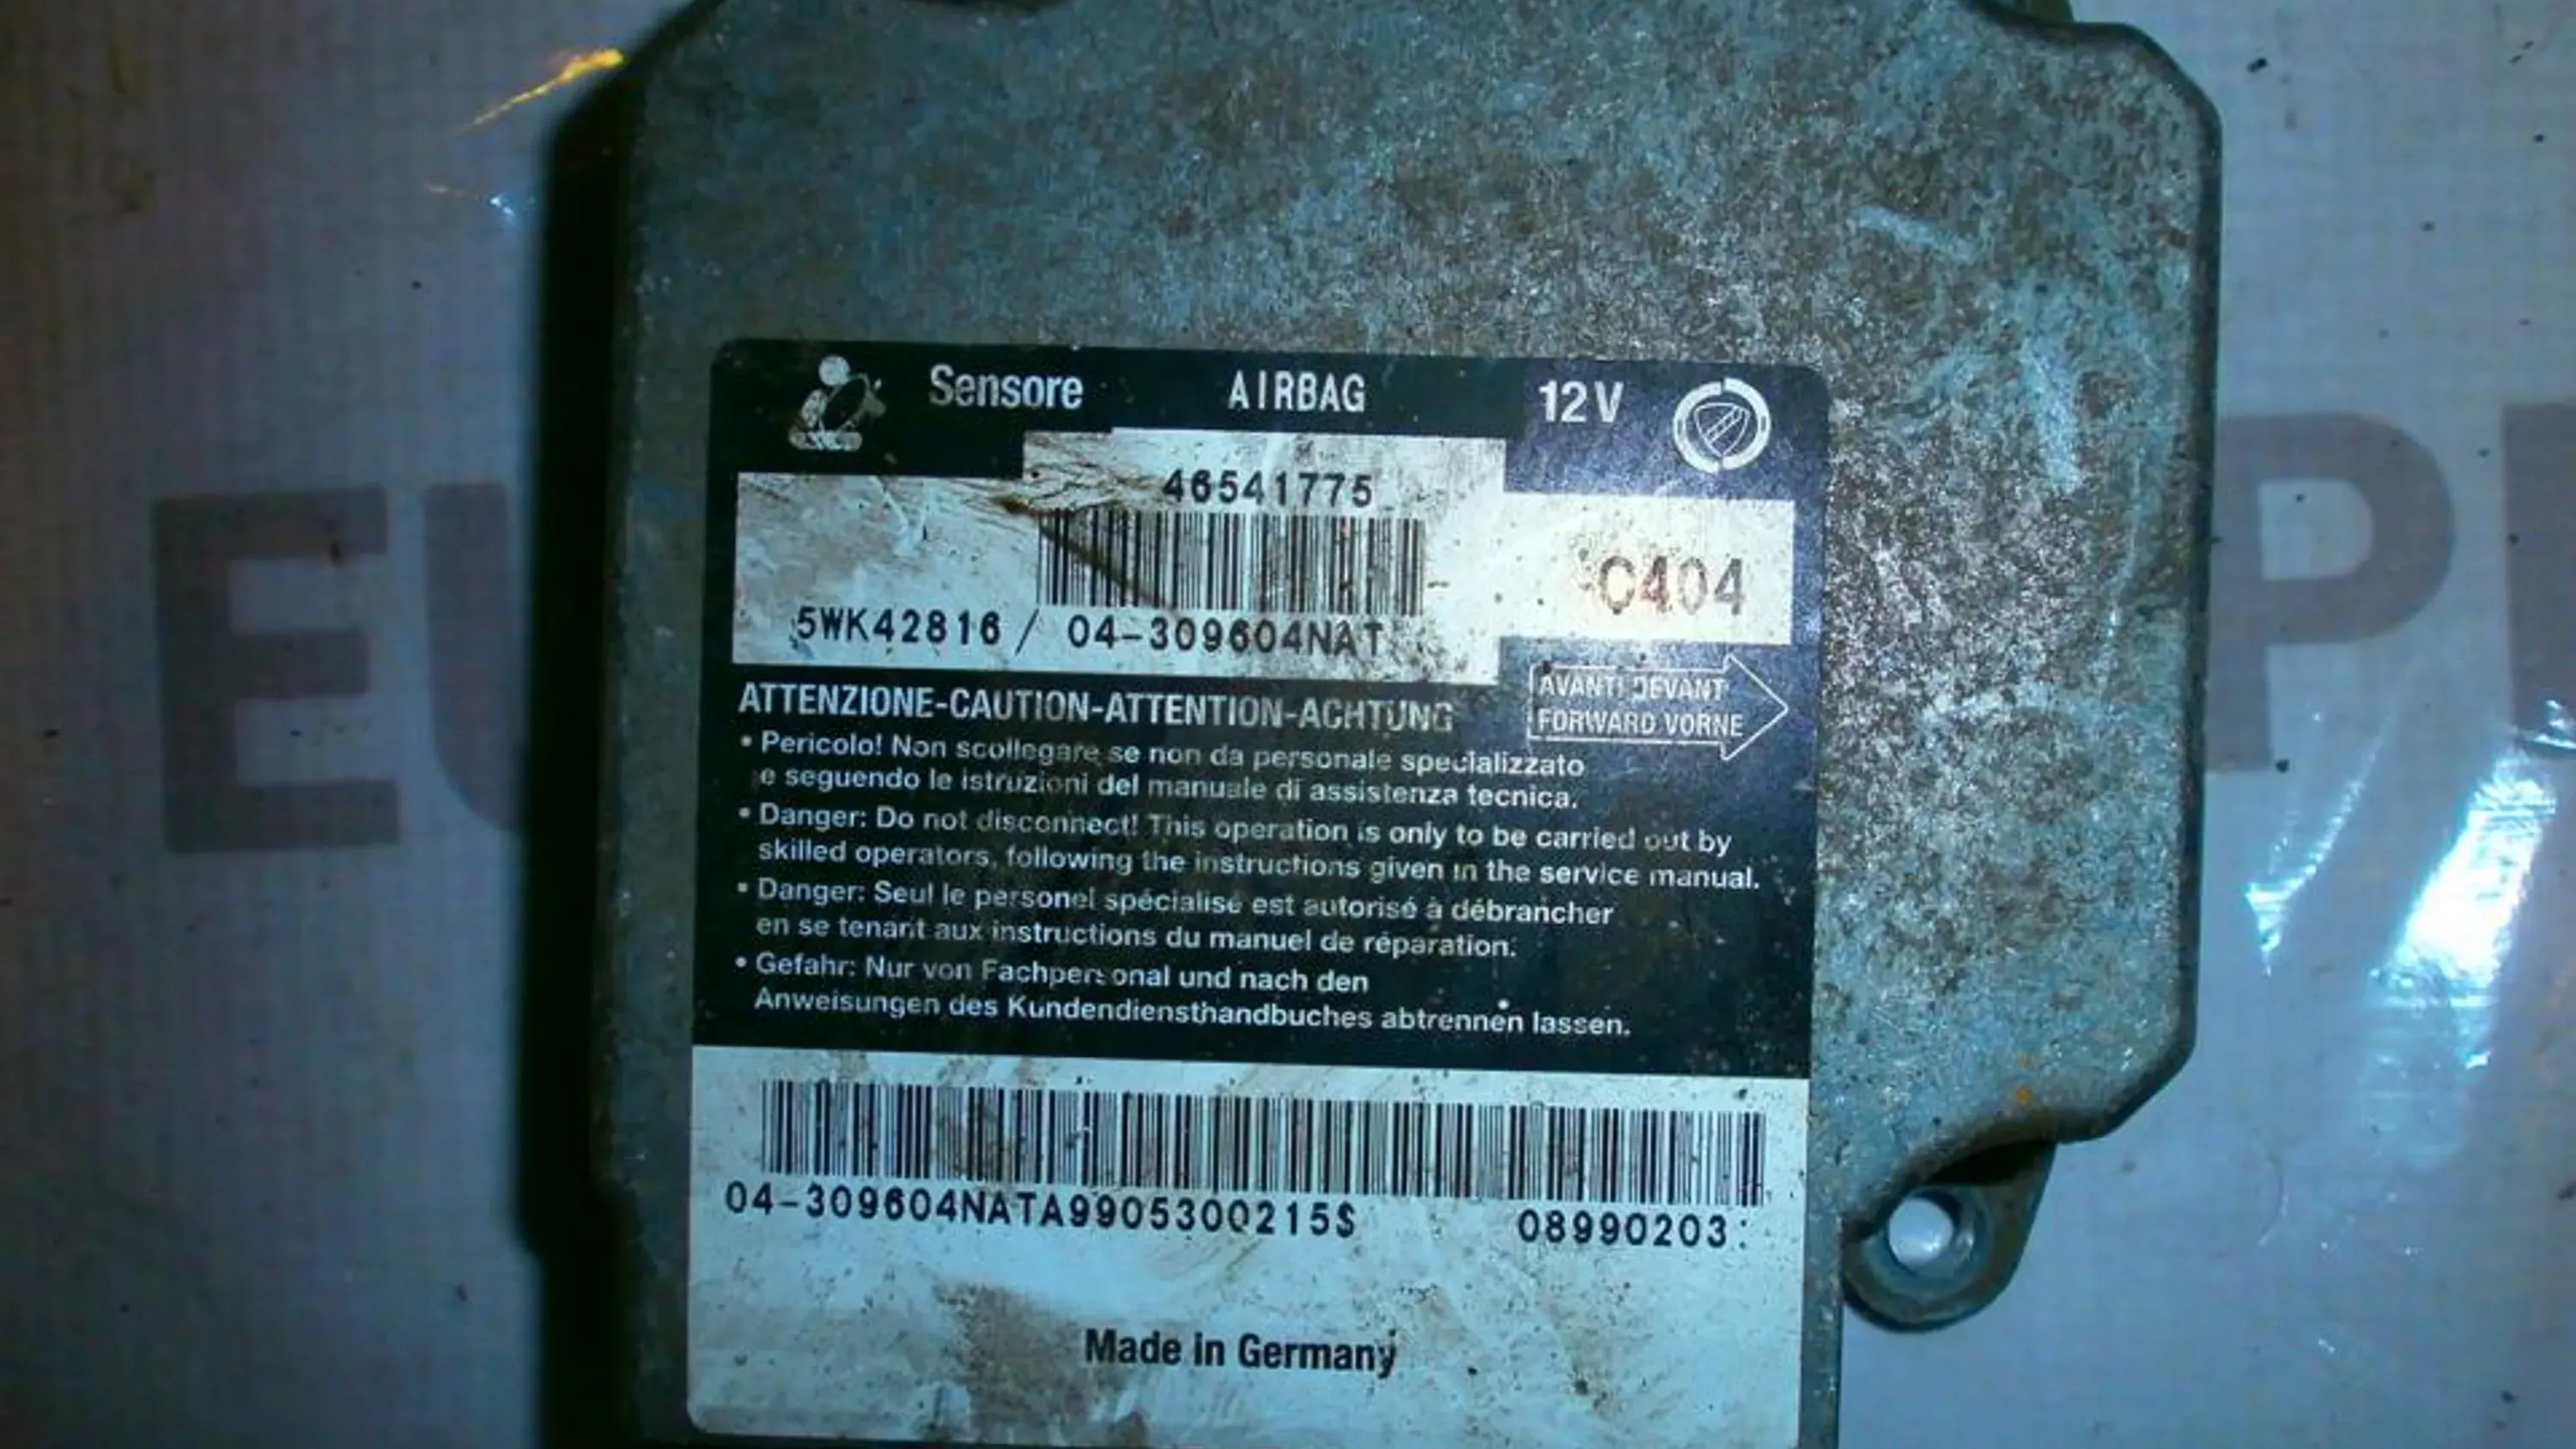 Sensore AIRBAG 12V
46541775
C404
5WK42816 / 04-309604NAT
ATTENZIONE-CAUTION-ATTENTION-ACHTUNG
AVANTI DEVANT
FORWARD VORNE
• Pericolo! Non scollegare se non da personale specializzato
e seguendo le istruzioni del manuale di assistenza tecnica.
• Danger: Do not disconnect! This operation is only to be carried out by
skilled operators, following the instructions given in the service manual.
• Danger: Seul le personel spécialisé est autorisé à débrancher
en se tenant aux instructions du manuel de réparation.
• Gefahr: Nur von Fachpersonal und nach den
Anweisungen des Kundendiensthandbuches abtrennen lassen.
04-309604NATA9905300215S 08990203:
Made in Germany